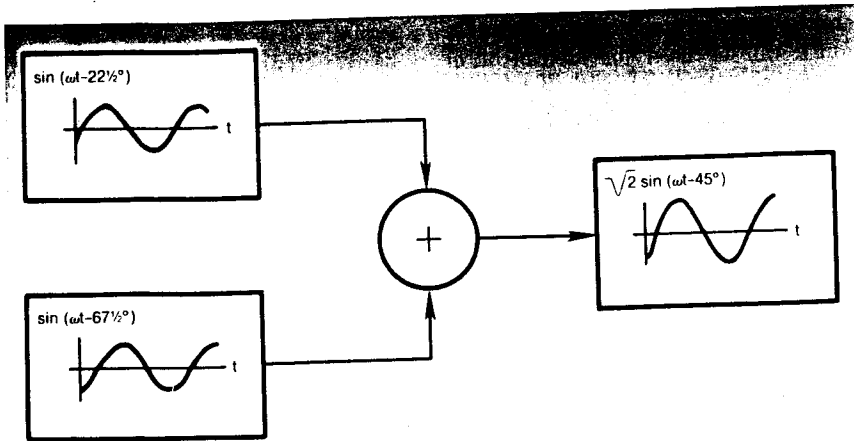 sin (ωt-22½°)
t
+
√2 sin (ωt-45°)
t
sin (ωt-67½°)
t